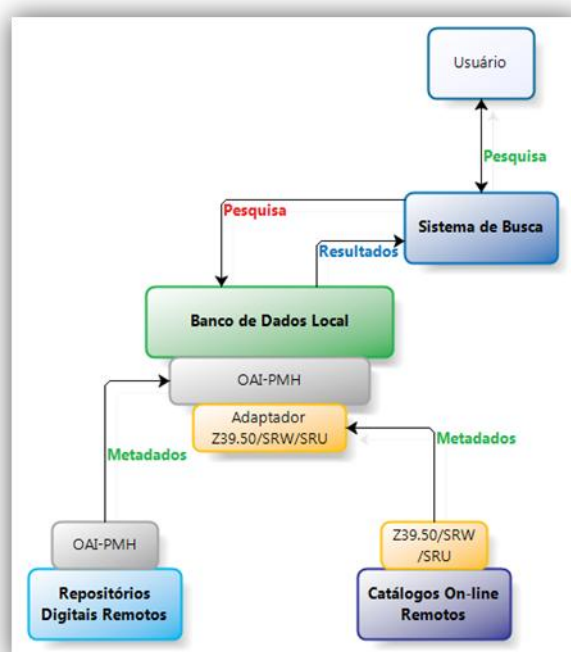 Usuário
Pesquisa
Pesquisa
Sistema de Busca
Resultados
Banco de Dados Local
OAI-PMH
Adaptador
Z39.50/SRW/SRU
Metadados
Metadados
OAI-PMH
Z39.50/SRW
/SRU
Repositórios
Digitais Remotos
Catálogos On-line
Remotos